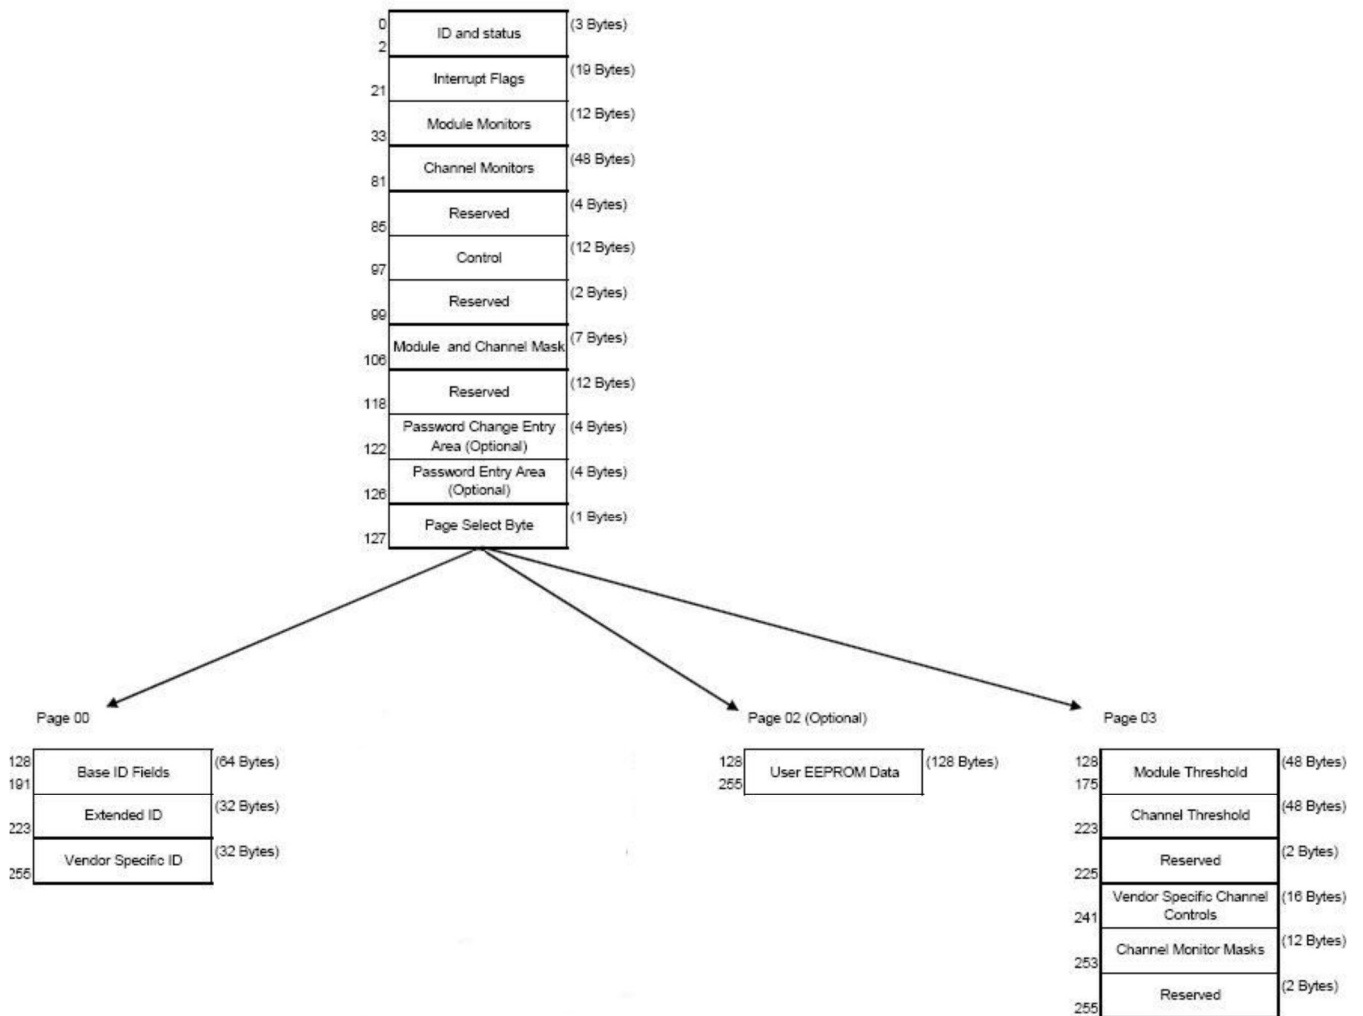 0
ID and status
(3 Bytes)
2
Interrupt Flags
(19 Bytes)
21
Module Monitors
(12 Bytes)
33
Channel Monitors
(48 Bytes)
81
Reserved
(4 Bytes)
85
Control
(12 Bytes)
97
Reserved
(2 Bytes)
99
Module and Channel Mask
(7 Bytes)
106
Reserved
(12 Bytes)
118
Password Change Entry
Area (Optional)
(4 Bytes)
122
Password Entry Area
(Optional)
(4 Bytes)
126
Page Select Byte
(1 Bytes)
127
Page 00
128
Base ID Fields
(64 Bytes)
191
Extended ID
(32 Bytes)
223
Vendor Specific ID
(32 Bytes)
255
Page 02 (Optional)
128
User EEPROM Data
(128 Bytes)
255
Page 03
128
Module Threshold
(48 Bytes)
175
Channel Threshold
(48 Bytes)
223
Reserved
(2 Bytes)
225
Vendor Specific Channel
Controls
(16 Bytes)
241
Channel Monitor Masks
(12 Bytes)
253
Reserved
(2 Bytes)
255